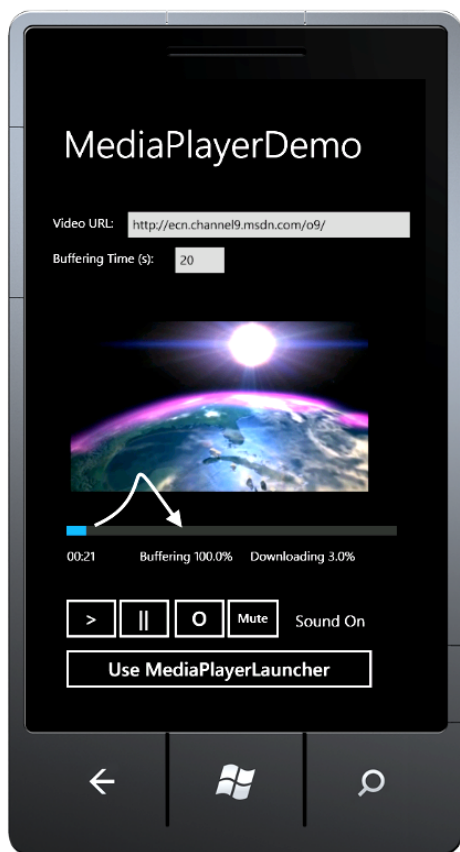 MediaPlayerDemo
Video URL: http://ecn.channel9.msdn.com/o9/
Buffering Time (s): 20
00:21 Buffering 100.0% Downloading 3.0%
> || O Mute Sound On
Use MediaPlayerLauncher